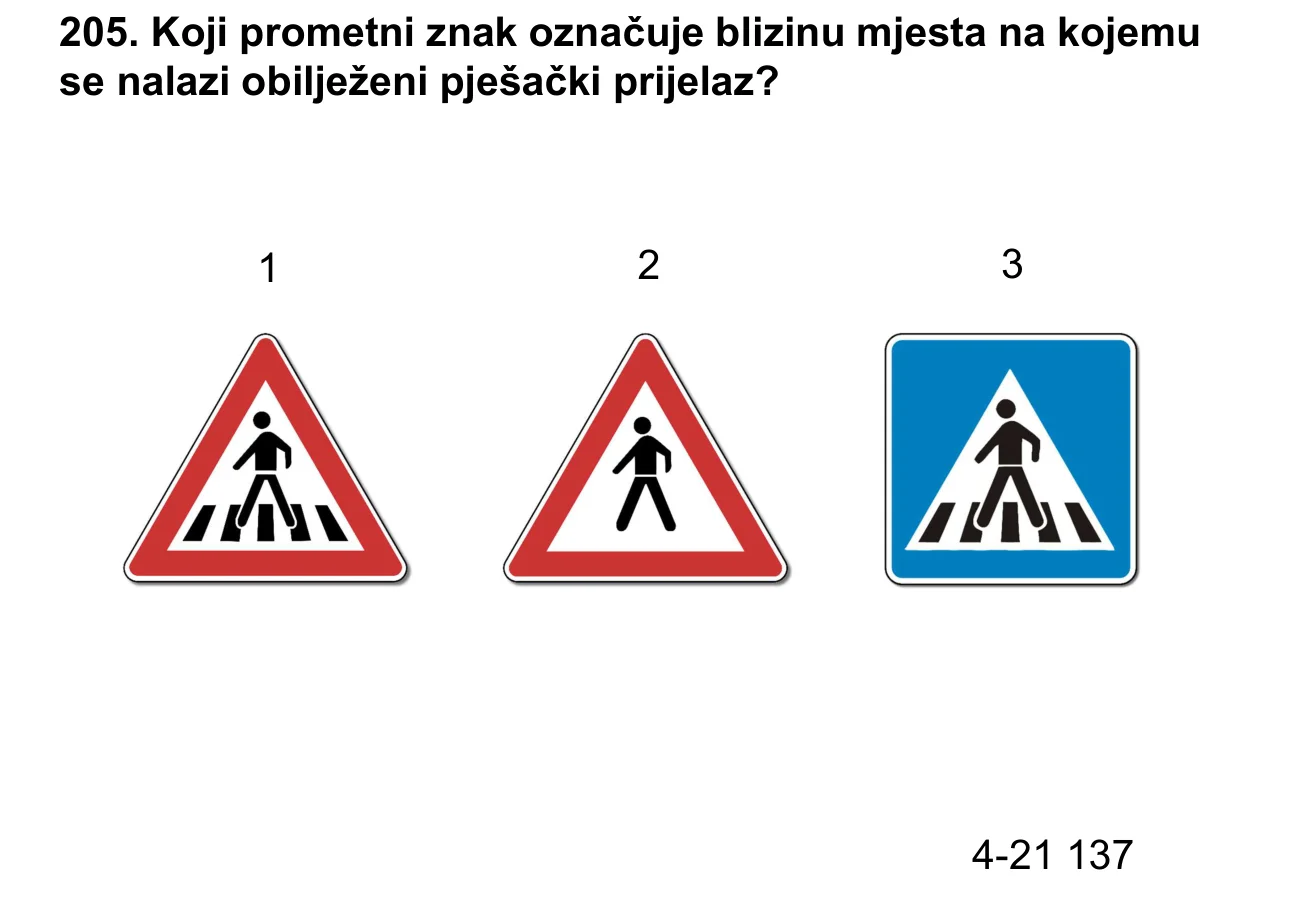 205. Koji prometni znak označuje blizinu mjesta na kojemu
se nalazi obilježeni pješački prijelaz?
1
2
3
4-21 137